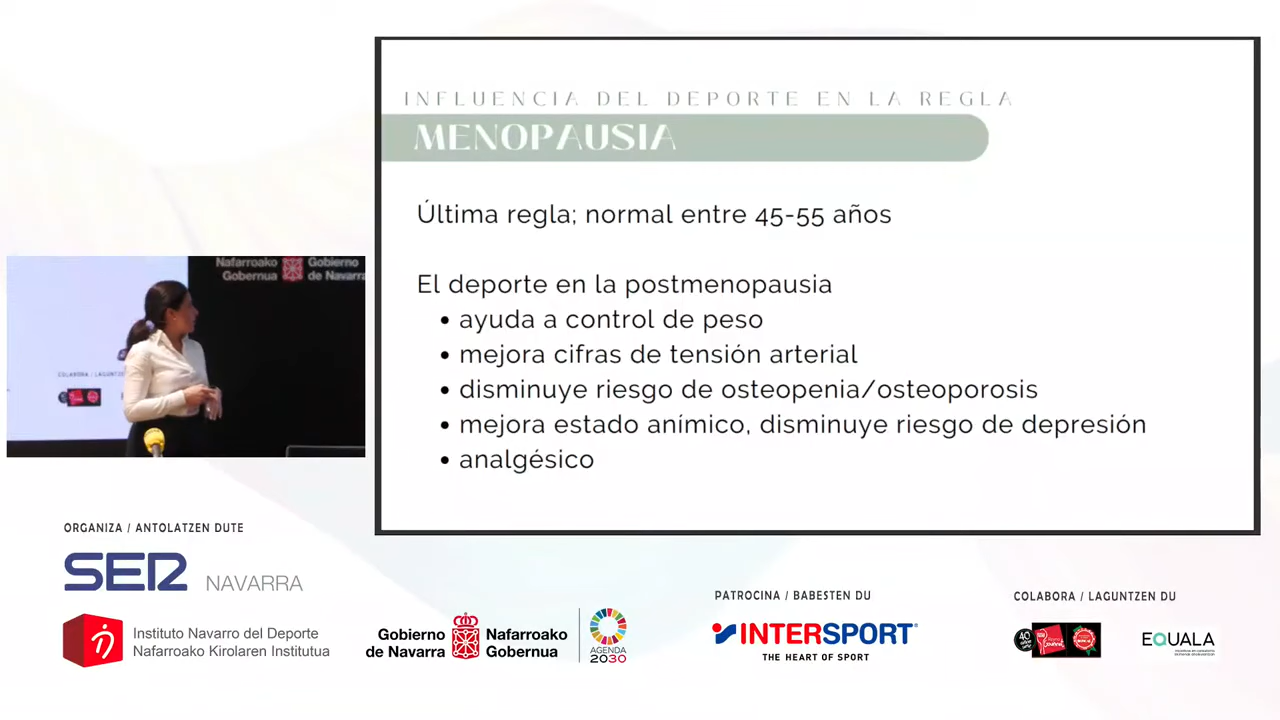 INFLUENCIA DEL DEPORTE EN LA REGLA
MENOPAUSIA
Última regla; normal entre 45-55 años
El deporte en la postmenopausia
• ayuda a control de peso
• mejora cifras de tensión arterial
• disminuye riesgo de osteopenia/osteoporosis
• mejora estado anímico, disminuye riesgo de depresión
• analgésico
Nafarroako Gobernua
Gobierno de Navarra
COLABORA / LAGUNTZEN
ORGANIZA / ANTOLATZEN DUTE
SER NAVARRA
Instituto Navarro del Deporte
Nafarroako Kirolaren Institutua
Gobierno de Navarra
Nafarroako Gobernua
AGENDA
2030
PATROCINA / BABESTEN DU
INTERSPORT
THE HEART OF SPORT
COLABORA / LAGUNTZEN DU
40
EQUALA